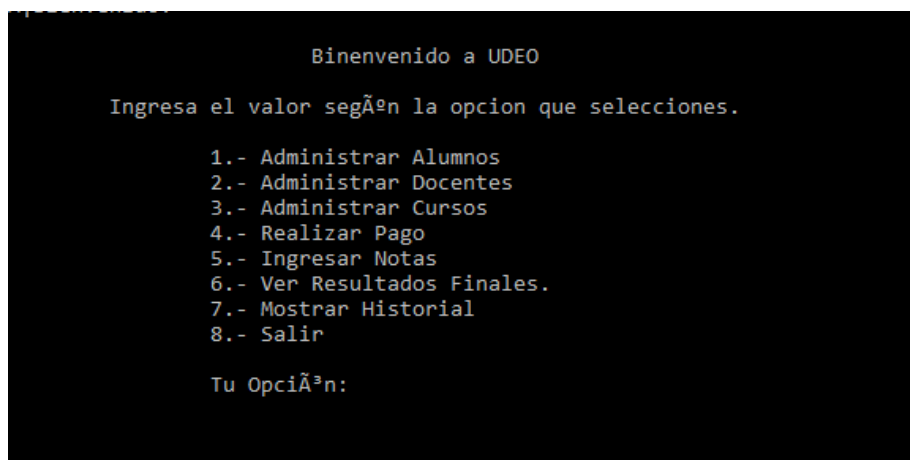 Binenvenido a UDEO
Ingresa el valor segÃºn la opcion que selecciones.
1.- Administrar Alumnos
2.- Administrar Docentes
3.- Administrar Cursos
4.- Realizar Pago
5.- Ingresar Notas
6.- Ver Resultados Finales.
7.- Mostrar Historial
8.- Salir
Tu OpciÃ³n: